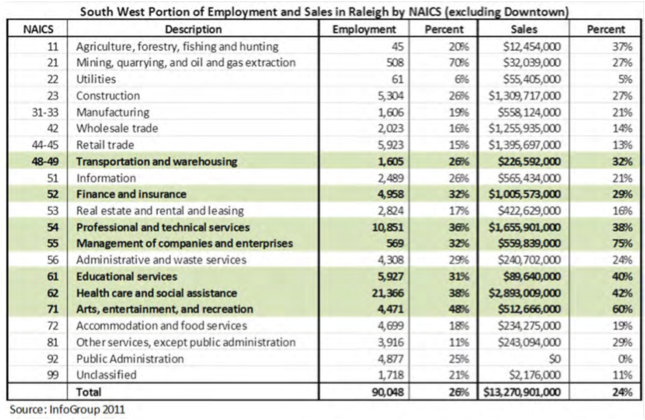 South West Portion of Employment and Sales in Raleigh by NAICS (excluding Downtown)
NAICS Description Employment Percent Sales Percent
11 Agriculture, forestry, fishing and hunting 45 20% $12,454,000 37%
21 Mining, quarrying, and oil and gas extraction 508 70% $32,039,000 27%
22 Utilities 61 6% $55,405,000 5%
23 Construction 5,304 26% $1,309,717,000 27%
31-33 Manufacturing 1,606 19% $558,124,000 21%
42 Wholesale trade 2,023 16% $1,255,935,000 14%
44-45 Retail trade 5,923 15% $1,395,697,000 13%
48-49 Transportation and warehousing 1,605 26% $226,592,000 32%
51 Information 2,489 26% $565,434,000 21%
52 Finance and insurance 4,958 32% $1,005,573,000 29%
53 Real estate and rental and leasing 2,824 17% $422,629,000 16%
54 Professional and technical services 10,851 36% $1,655,901,000 38%
55 Management of companies and enterprises 569 32% $559,839,000 75%
56 Administrative and waste services 4,308 29% $240,702,000 24%
61 Educational services 5,927 31% $89,640,000 40%
62 Health care and social assistance 21,366 38% $2,893,009,000 42%
71 Arts, entertainment, and recreation 4,471 48% $512,666,000 60%
72 Accommodation and food services 4,699 18% $234,275,000 19%
81 Other services, except public administration 3,916 11% $243,094,000 29%
92 Public Administration 4,877 25% $0 0%
99 Unclassified 1,718 21% $2,176,000 11%
Total 90,048 26% $13,270,901,000 24%
Source: InfoGroup 2011